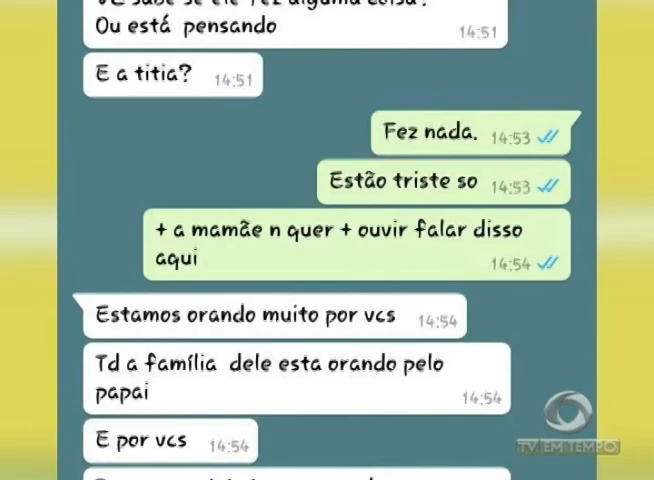 Ou está pensando
14:51
E a titia? 14:51
Fez nada. 14:53
Estão triste so 14:53
+ a mamãe n quer + ouvir falar disso
aqui
14:54
Estamos orando muito por vcs 14:54
Td a família dele esta orando pelo
papai
14:54
E por vcs 14:54
TV EM TEMPO